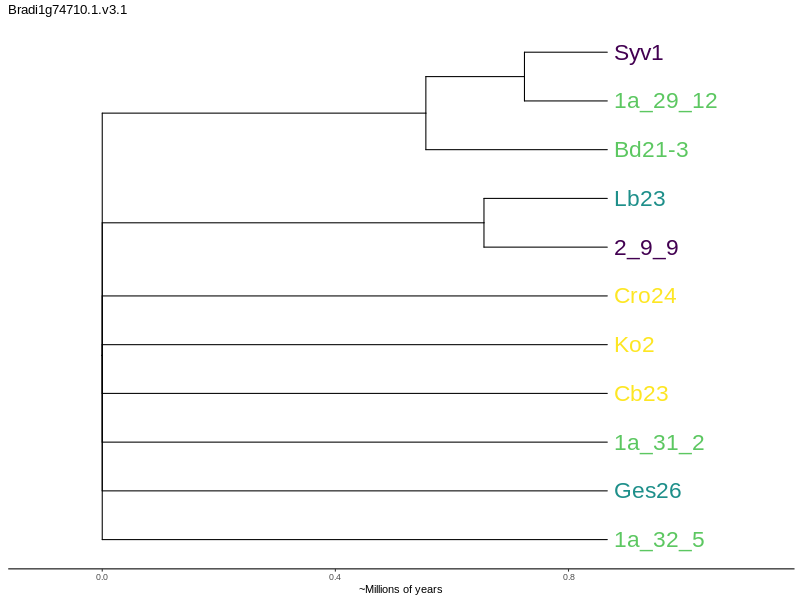 Bradi1g74710.1.v3.1
Syv1
1a_29_12
Bd21-3
Lb23
2_9_9
Cro24
Ko2
Cb23
1a_31_2
Ges26
1a_32_5
0.0 0.4 0.8
~Millions of years